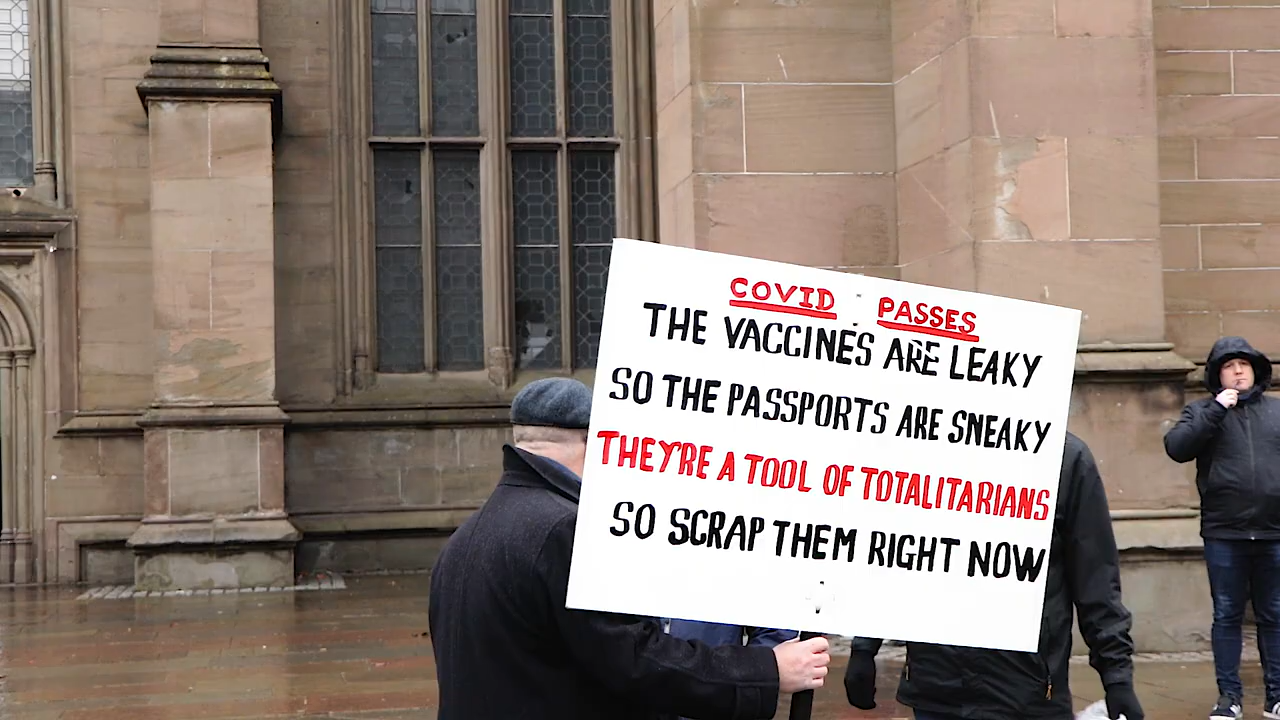 COVID PASSES
THE VACCINES ARE LEAKY
SO THE PASSPORTS ARE SNEAKY
THEY'RE A TOOL OF TOTALITARIANS
SO SCRAP THEM RIGHT NOW